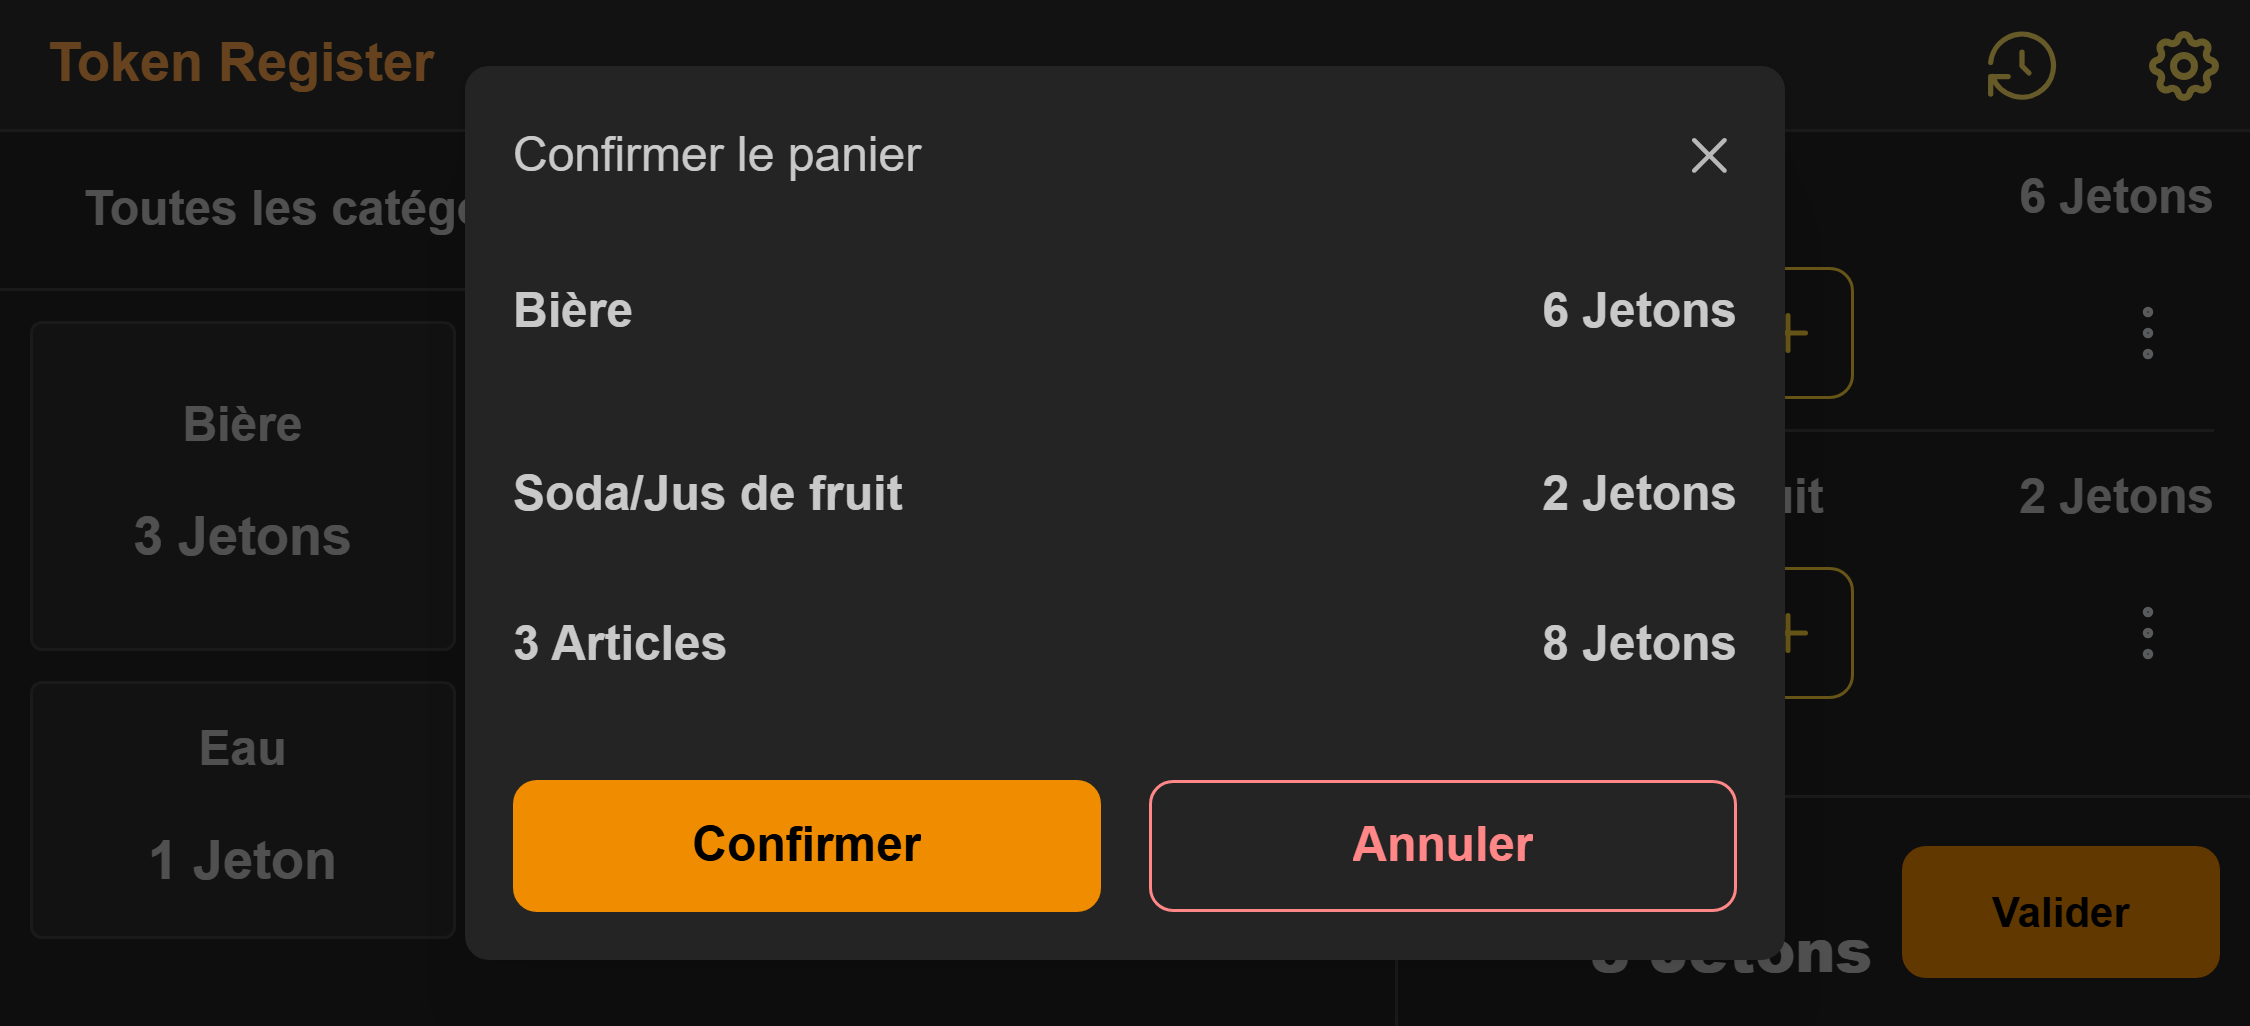 Token Register
Toutes les
Confirmer le panier
6 Jetons
Bière
6 Jetons
Soda/Jus de fruit
2 Jetons
3 Articles
8 Jetons
Confirmer
Annuler
Bière
3 Jetons
Eau
1 Jeton
2 Jetons
Valider